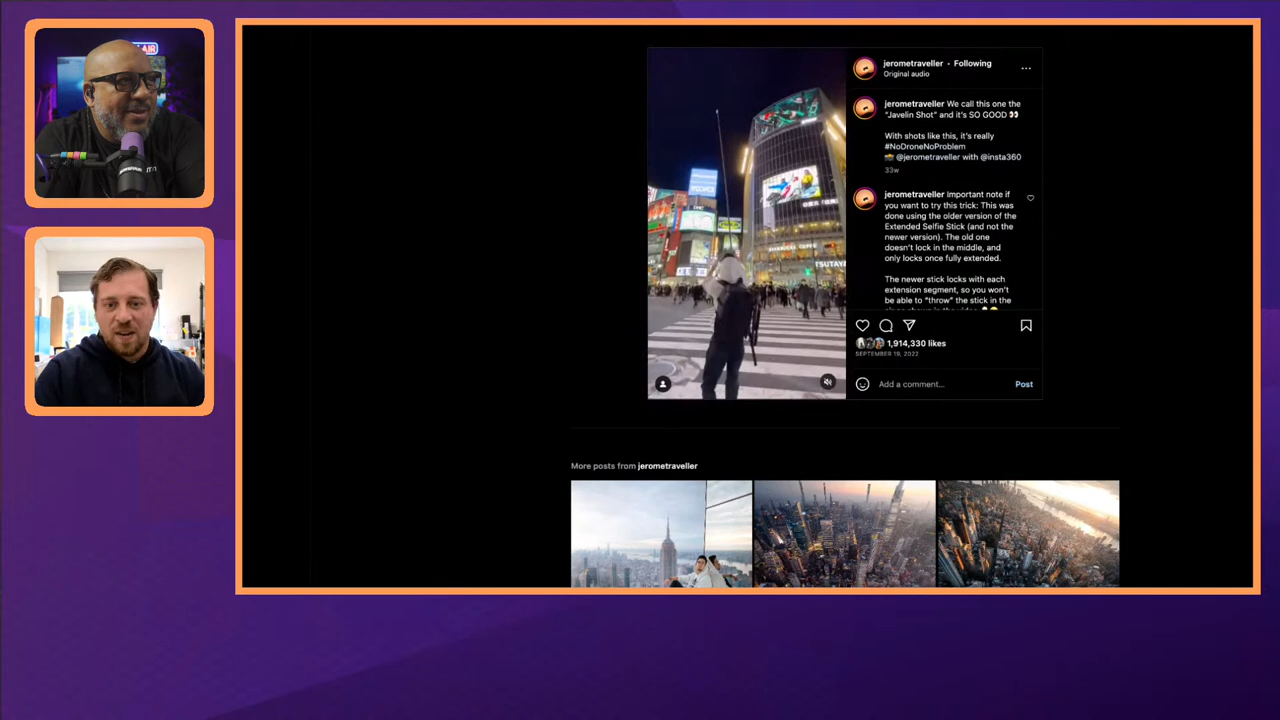 AIR
jerometraveller • Following
Original audio
jerometraveller We call this one the
"Javelin Shot" and it's SO GOOD 👀
With shots like this, it's really
#NoDroneNoProblem
📸 @jerometraveller with @insta360
33w
jerometraveller Important note if
you want to try this trick: This was
done using the older version of the
Extended Selfie Stick (and not the
newer version). The old one
doesn't lock in the middle, and
only locks once fully extended.
The newer stick locks with each
extension segment, so you won't
be able to "throw" the stick in the
TSUTAYA
1,914,330 likes
SEPTEMBER 19, 2022
Add a comment...
Post
More posts from jerometraveller